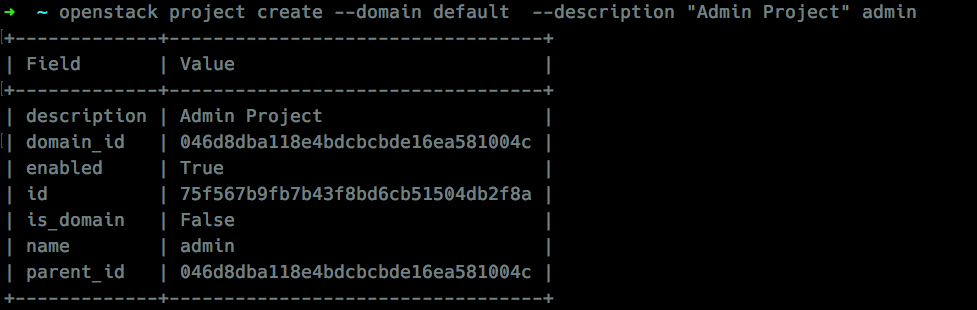 ➜  ~ openstack project create --domain default  --description "Admin Project" admin
+-------------+----------------------------------+
| Field       | Value                            |
+-------------+----------------------------------+
| description | Admin Project                    |
| domain_id   | 046d8dba118e4bdcbcbde16ea581004c |
| enabled     | True                             |
| id          | 75f567b9fb7b43f8bd6cb51504db2f8a |
| is_domain   | False                            |
| name        | admin                            |
| parent_id   | 046d8dba118e4bdcbcbde16ea581004c |
+-------------+----------------------------------+